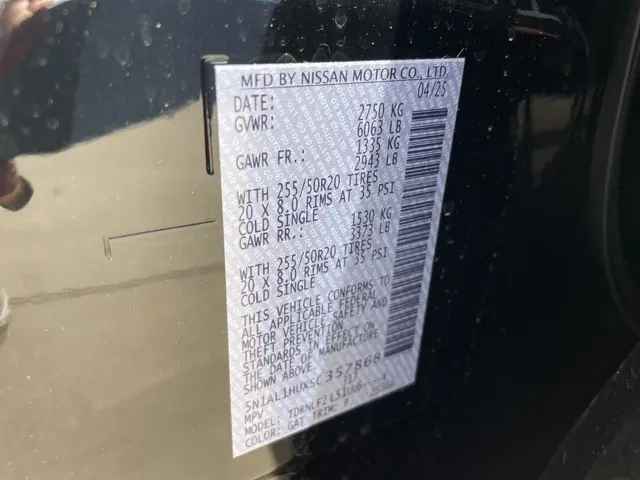 MFD BY NISSAN MOTOR CO., LTD.
DATE: 04/25
GVWR: 2750 KG
6063 LB
GAWR FR.: 1335 KG
2943 LB
WITH 255/50R20 TIRES
20 X 8.0 RIMS AT 35 PSI
COLD SINGLE
GAWR RR.: 1530 KG
3373 LB
WITH 255/50R20 TIRES
20 X 8.0 RIMS AT 35 PSI
COLD SINGLE
THIS VEHICLE CONFORMS TO
ALL APPLICABLE FEDERAL
MOTOR VEHICLE SAFETY AND
THEFT PREVENTION
STANDARDS IN EFFECT ON
THE DATE OF MANUFACTURE
SHOWN ABOVE.
5N1AL1HUXSC357868
MPV
MODEL:
COLOR: GAT TRIM: P